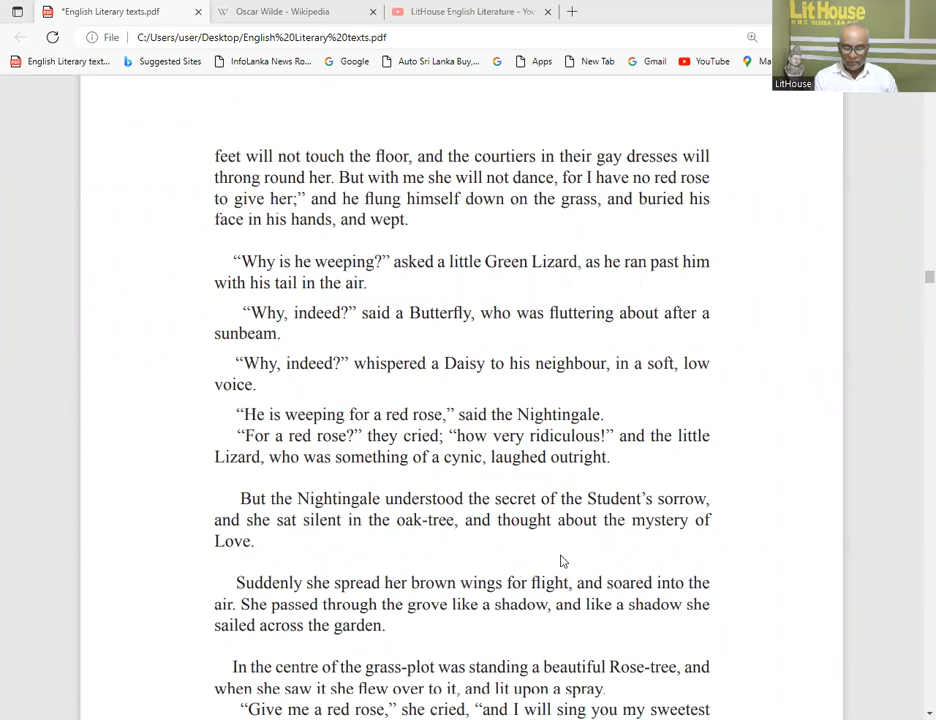 *English Literary texts.pdf
Oscar Wilde - Wikipedia
LitHouse English Literature - You
File
C:/Users/user/Desktop/English%20Literary%20texts.pdf
English Literary text...
Suggested Sites
InfoLanka News Ro...
Google
Auto Sri Lanka Buy,...
Apps
New Tab
Gmail
YouTube
Ma
LitHouse
LitHouse
feet will not touch the floor, and the courtiers in their gay dresses will
throng round her. But with me she will not dance, for I have no red rose
to give her;” and he flung himself down on the grass, and buried his
face in his hands, and wept.
“Why is he weeping?” asked a little Green Lizard, as he ran past him
with his tail in the air.
“Why, indeed?” said a Butterfly, who was fluttering about after a
sunbeam.
“Why, indeed?” whispered a Daisy to his neighbour, in a soft, low
voice.
“He is weeping for a red rose,” said the Nightingale.
“For a red rose?” they cried; “how very ridiculous!” and the little
Lizard, who was something of a cynic, laughed outright.
But the Nightingale understood the secret of the Student’s sorrow,
and she sat silent in the oak-tree, and thought about the mystery of
Love.
Suddenly she spread her brown wings for flight, and soared into the
air. She passed through the grove like a shadow, and like a shadow she
sailed across the garden.
In the centre of the grass-plot was standing a beautiful Rose-tree, and
when she saw it she flew over to it, and lit upon a spray.
“Give me a red rose,” she cried, “and I will sing you my sweetest